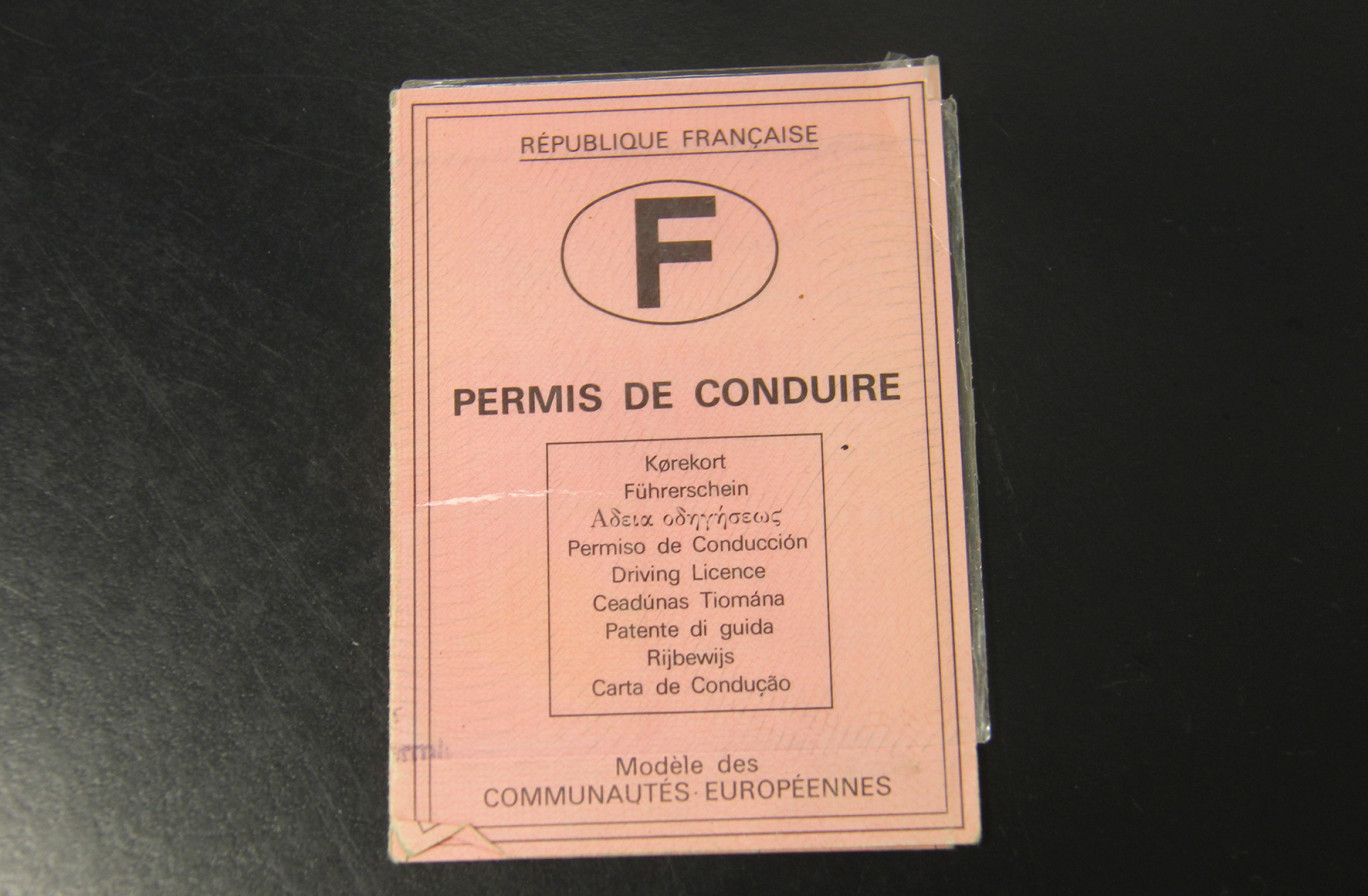 RÉPUBLIQUE FRANÇAISE
F
PERMIS DE CONDUIRE
Kørekort
Führerschein
Αδεια οδηγήσεως
Permiso de Conducción
Driving Licence
Ceadúnas Tiomána
Patente di guida
Rijbewijs
Carta de Condução
Modèle des
COMMUNAUTÉS EUROPÉENNES